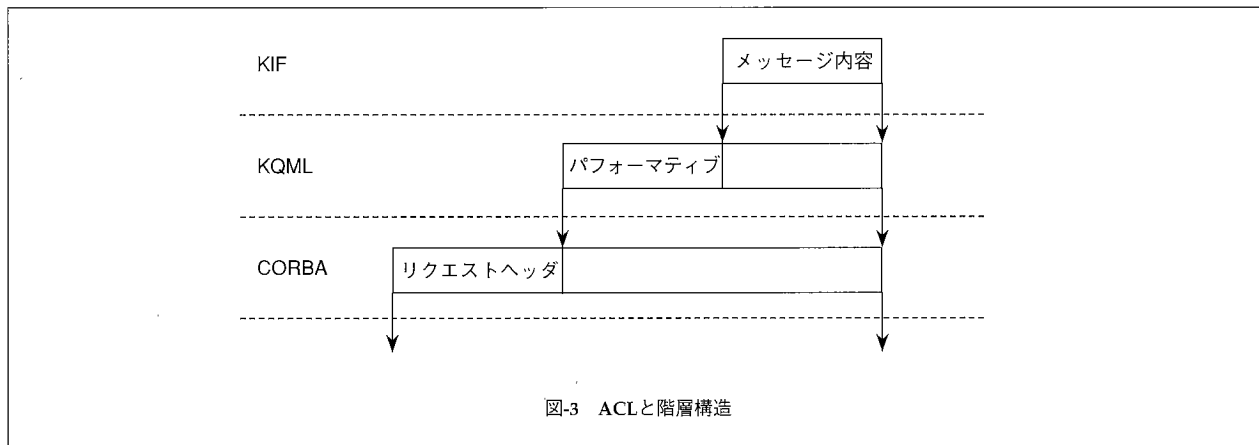 KIF
メッセージ内容
KQML
パフォーマティブ
CORBA
リクエストヘッダ
図-3 ACLと階層構造